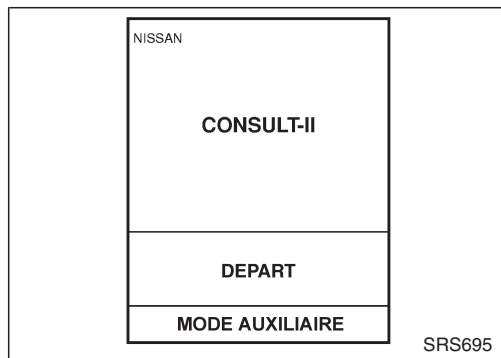 NISSAN
CONSULT-II
DEPART
MODE AUXILIAIRE
SRS695